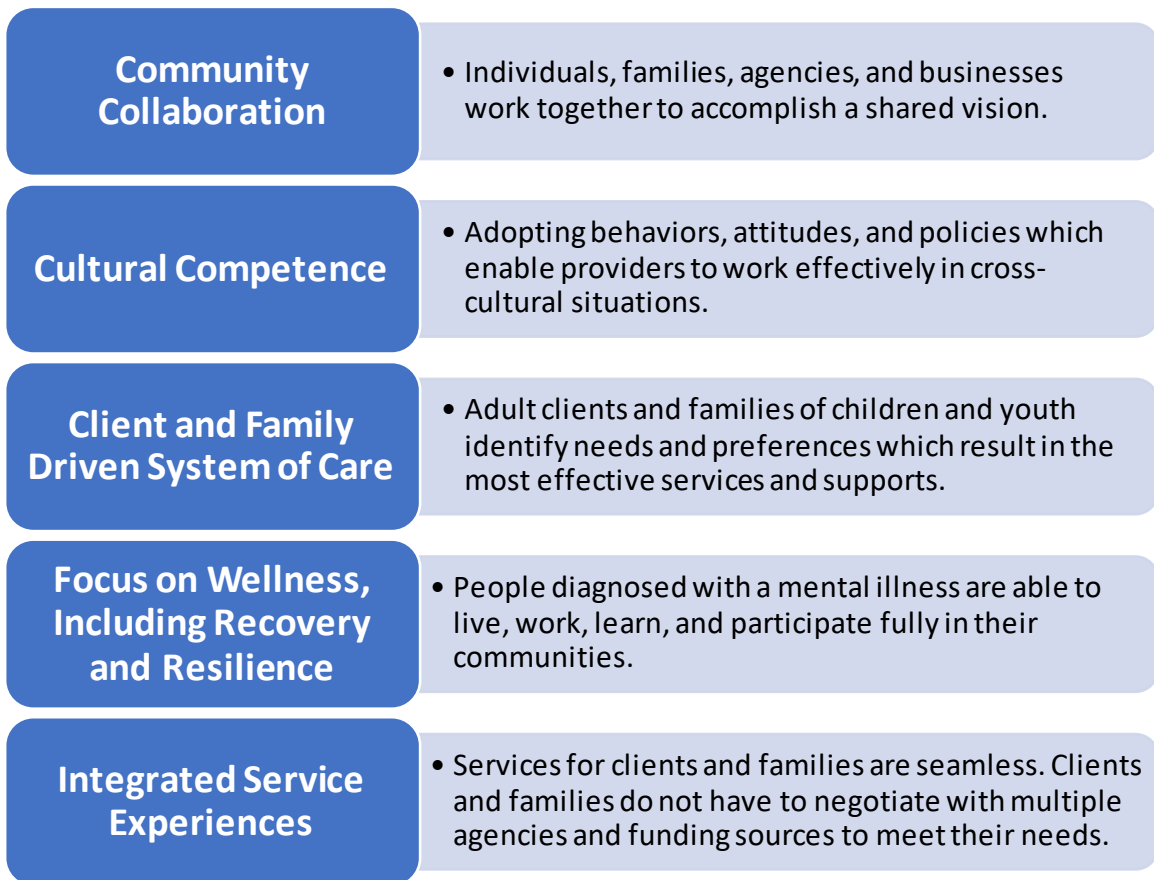 Community
Collaboration
• Individuals, families, agencies, and businesses
work together to accomplish a shared vision.
Cultural Competence
• Adopting behaviors, attitudes, and policies which
enable providers to work effectively in cross-
cultural situations.
Client and Family
Driven System of Care
• Adult clients and families of children and youth
identify needs and preferences which result in the
most effective services and supports.
Focus on Wellness,
Including Recovery
and Resilience
• People diagnosed with a mental illness are able to
live, work, learn, and participate fully in their
communities.
Integrated Service
Experiences
• Services for clients and families are seamless. Clients
and families do not have to negotiate with multiple
agencies and funding sources to meet their needs.